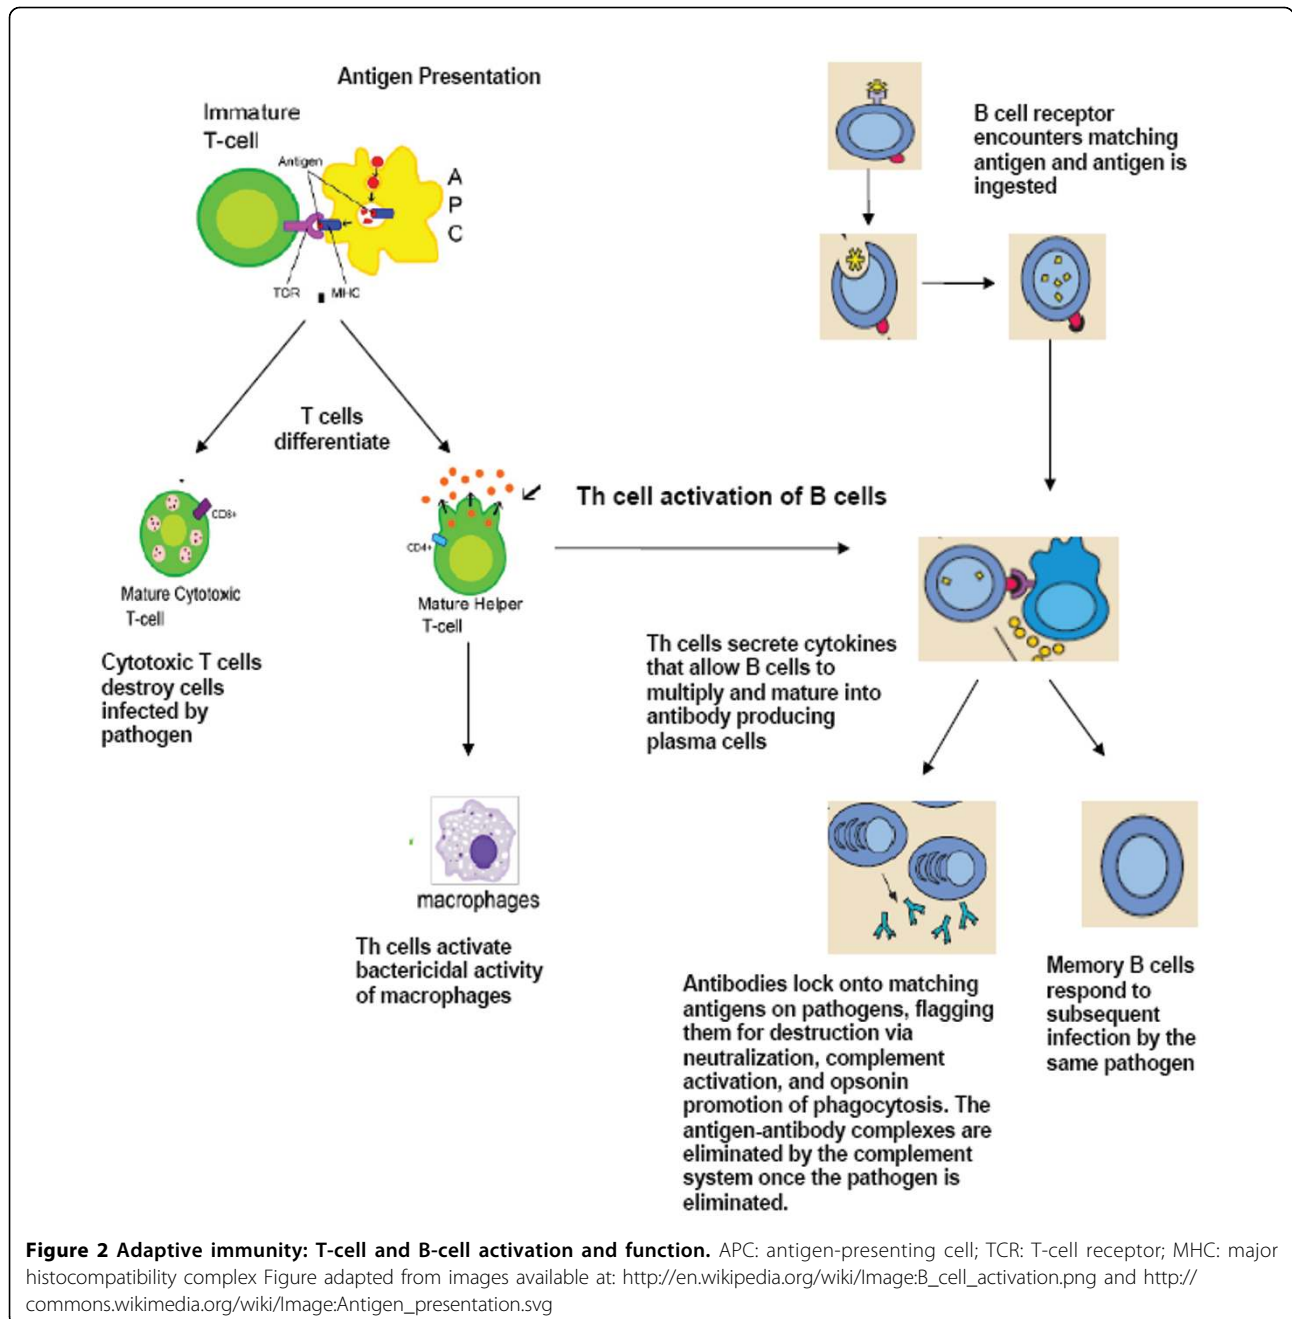 Antigen Presentation
Immature
T-cell
Antigen
A
P
C
TCR
MHC
T cells
differentiate
CD8+
Mature Cytotoxic
T-cell
Cytotoxic T cells
destroy cells
infected by
pathogen
CD4+
Mature Helper
T-cell
macrophages
Th cells activate
bactericidal activity
of macrophages
B cell receptor
encounters matching
antigen and antigen is
ingested
Th cell activation of B cells
Th cells secrete cytokines
that allow B cells to
multiply and mature into
antibody producing
plasma cells
Antibodies lock onto matching
antigens on pathogens, flagging
them for destruction via
neutralization, complement
activation, and opsonin
promotion of phagocytosis. The
antigen-antibody complexes are
eliminated by the complement
system once the pathogen is
eliminated.
Memory B cells
respond to
subsequent
infection by the
same pathogen
Figure 2 Adaptive immunity: T-cell and B-cell activation and function. APC: antigen-presenting cell; TCR: T-cell receptor; MHC: major
histocompatibility complex Figure adapted from images available at: http://en.wikipedia.org/wiki/Image:B_cell_activation.png and http://
commons.wikimedia.org/wiki/Image:Antigen_presentation.svg